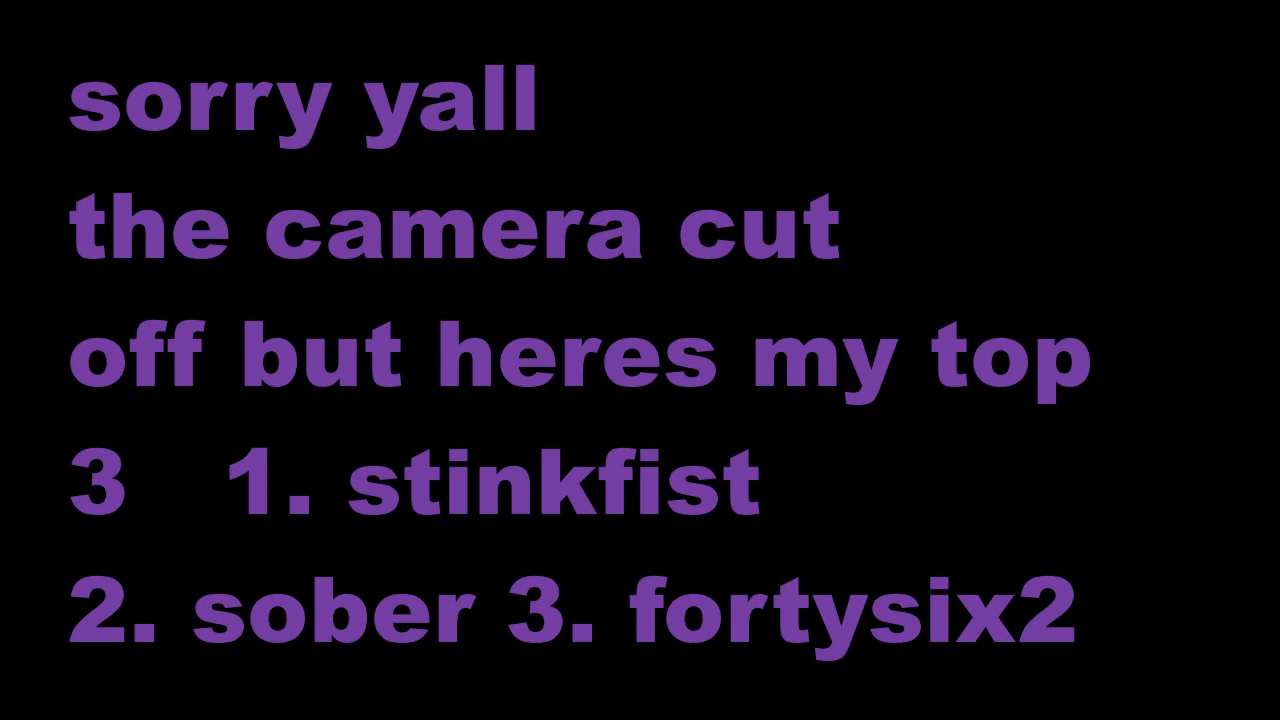 sorry yall
the camera cut
off but heres my top
3 1. stinkfist
2. sober 3. fortysix2